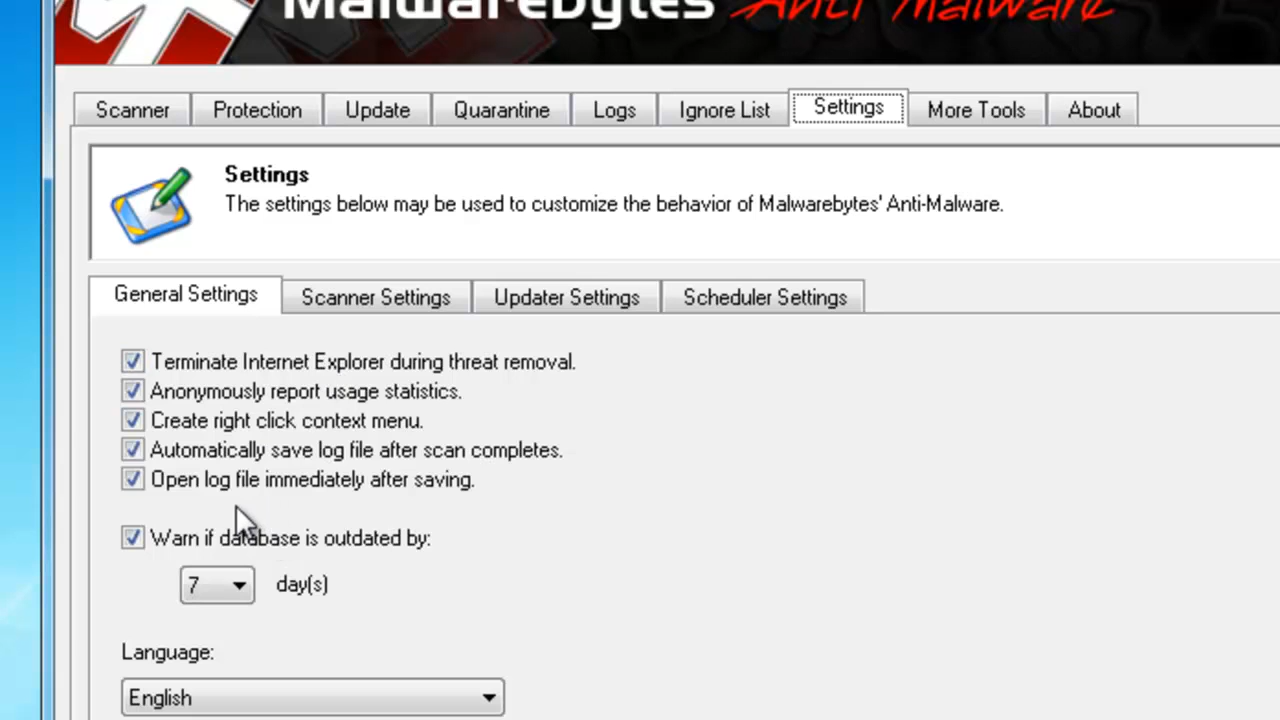 Malwarebytes Anti-Malware
Scanner Protection Update Quarantine Logs Ignore List Settings More Tools About
Settings
The settings below may be used to customize the behavior of Malwarebytes' Anti-Malware.
General Settings Scanner Settings Updater Settings Scheduler Settings
Terminate Internet Explorer during threat removal.
Anonymously report usage statistics.
Create right click context menu.
Automatically save log file after scan completes.
Open log file immediately after saving.
Warn if database is outdated by:
7 day(s)
Language:
English